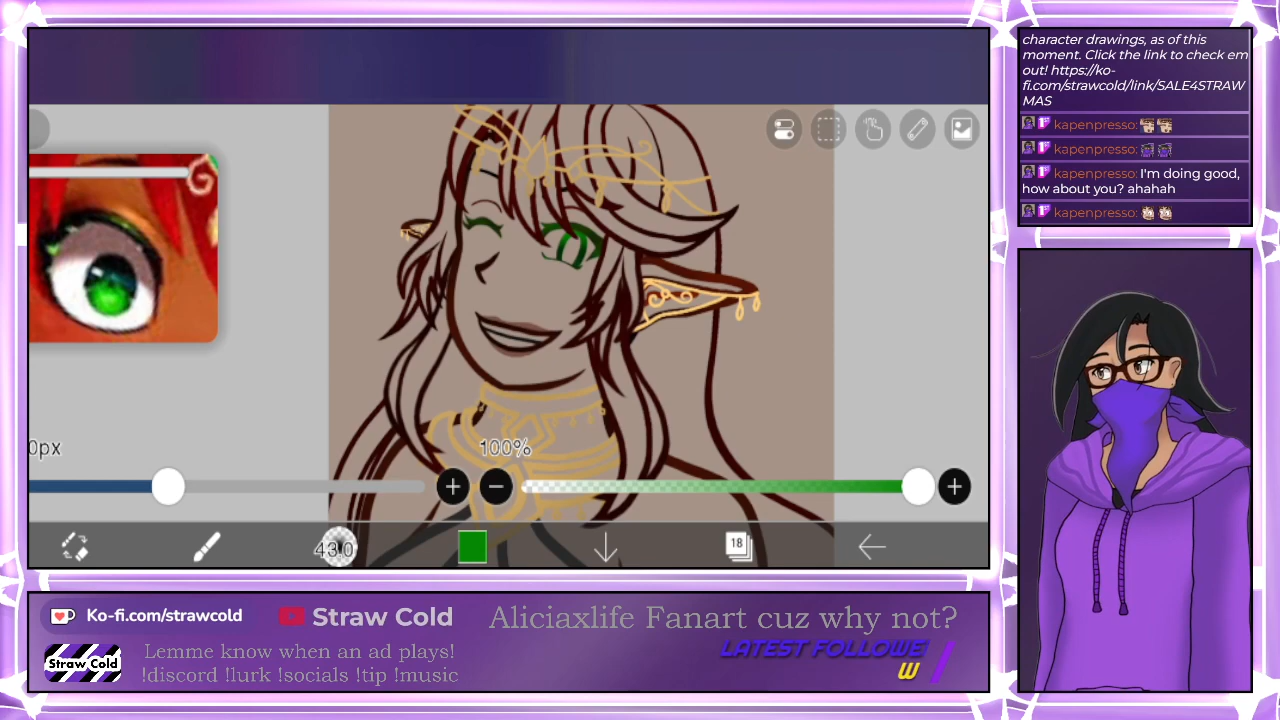 character drawings, as of this
moment. Click the link to check em
out! https://ko-
fi.com/strawcold/link/SALE4STRAW
MAS
kapenpresso:
kapenpresso:
kapenpresso: I'm doing good,
how about you? ahahah
kapenpresso:
0px
100%
43.0
18
Ko-fi.com/strawcold
Straw Cold
Aliciaxlife Fanart cuz why not?
Straw Cold
Lemme know when an ad plays!
!discord !lurk !socials !tip !music
LATEST FOLLOWE
W